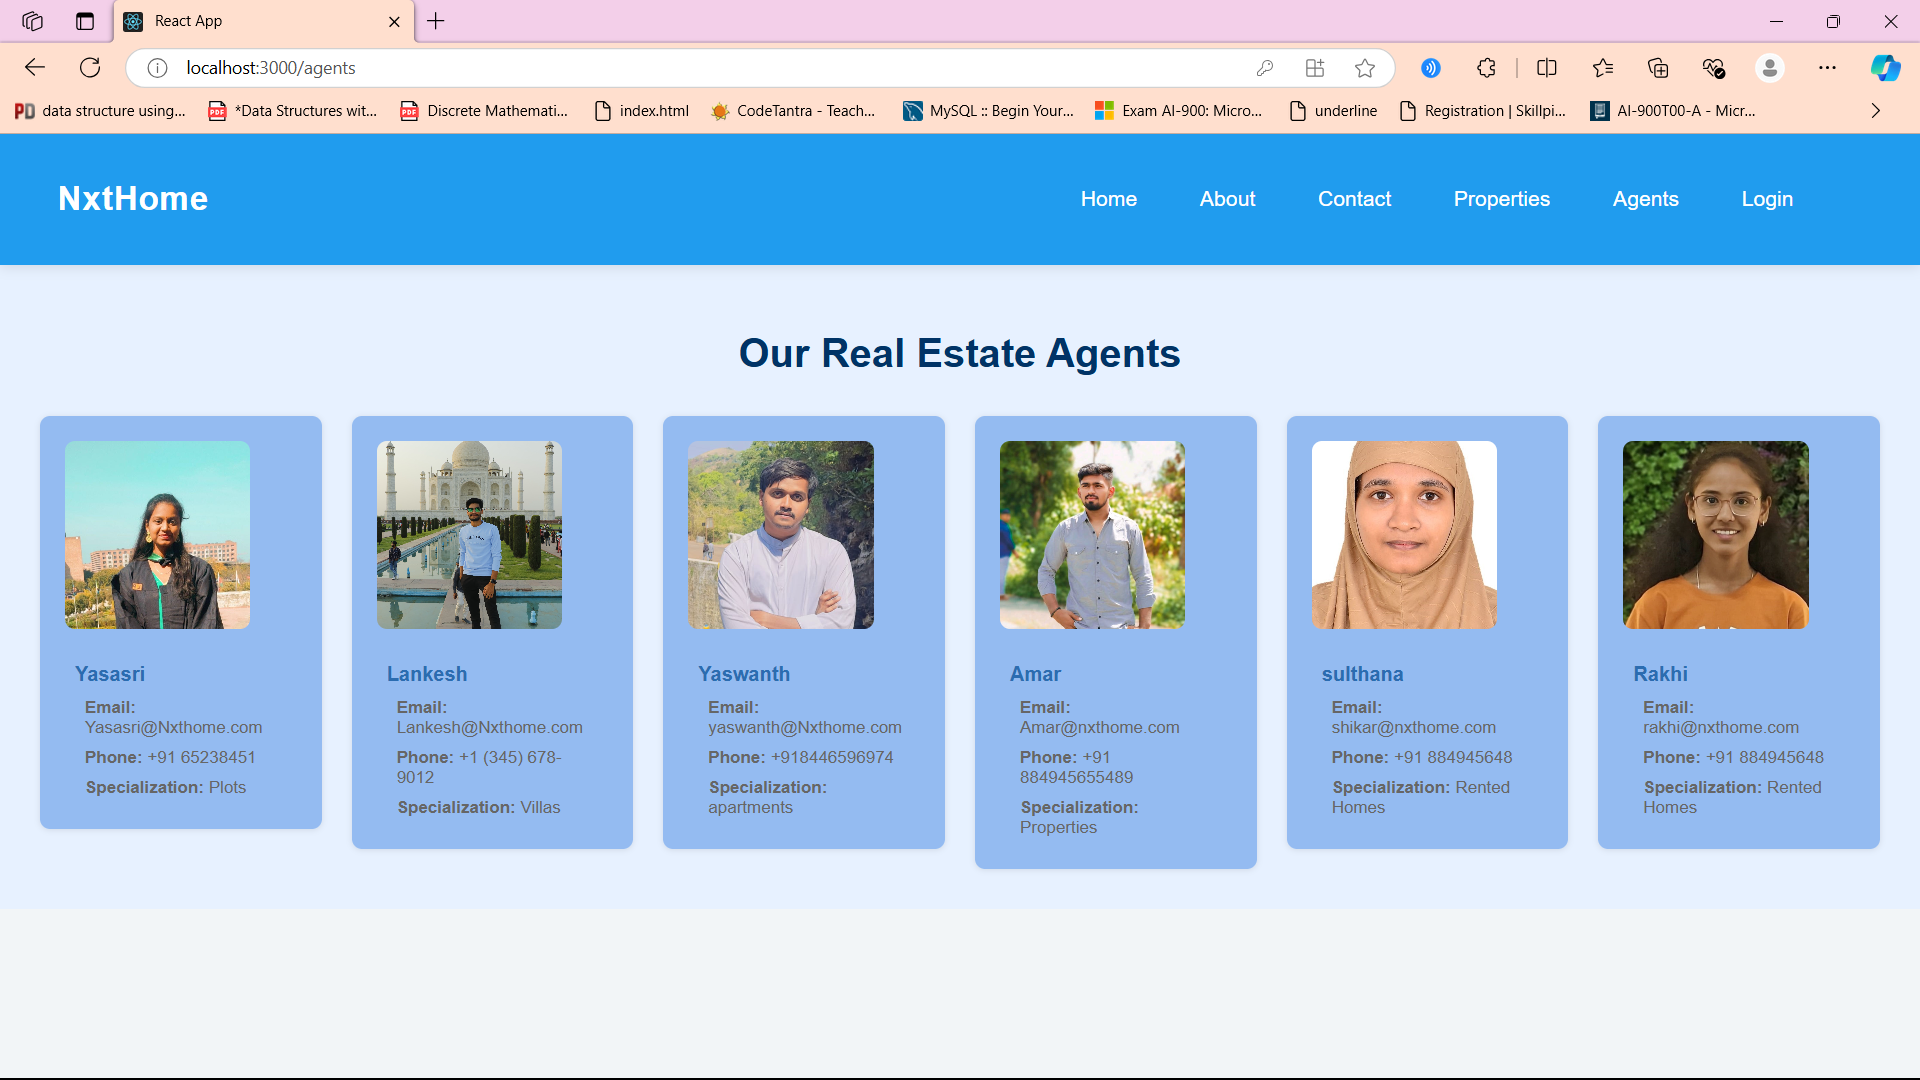 React App
localhost:3000/agents
data structure using...
*Data Structures wit...
Discrete Mathemati...
index.html
CodeTantra - Teach...
MySQL :: Begin Your...
Exam AI-900: Micro...
underline
Registration | Skillpi...
AI-900T00-A - Micr...
NxtHome
Home
About
Contact
Properties
Agents
Login
Our Real Estate Agents
Yasasri
Email:
Yasasri@Nxthome.com
Phone: +91 65238451
Specialization: Plots
Lankesh
Email:
Lankesh@Nxthome.com
Phone: +1 (345) 678-
9012
Specialization: Villas
Yaswanth
Email:
yaswanth@Nxthome.com
Phone: +918446596974
Specialization:
apartments
Amar
Email:
Amar@nxthome.com
Phone: +91
884945655489
Specialization:
Properties
sulthana
Email:
shikar@nxthome.com
Phone: +91 884945648
Specialization: Rented
Homes
Rakhi
Email:
rakhi@nxthome.com
Phone: +91 884945648
Specialization: Rented
Homes